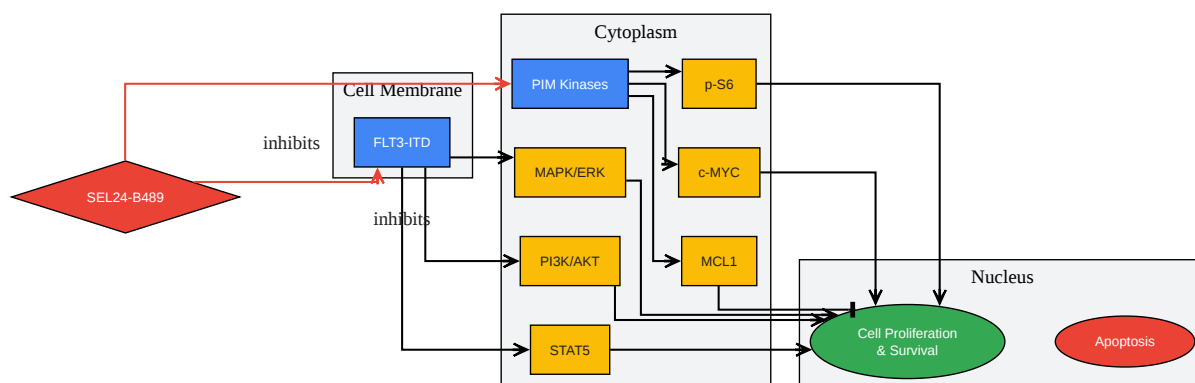 Cytoplasm
PIM Kinases
p-S6
Cell Membrane
FLT3-ITD
inhibits
MAPK/ERK
c-MYC
SEL24-B489
inhibits
PI3K/AKT
MCL1
Nucleus
Cell Proliferation
& Survival
Apoptosis
STAT5